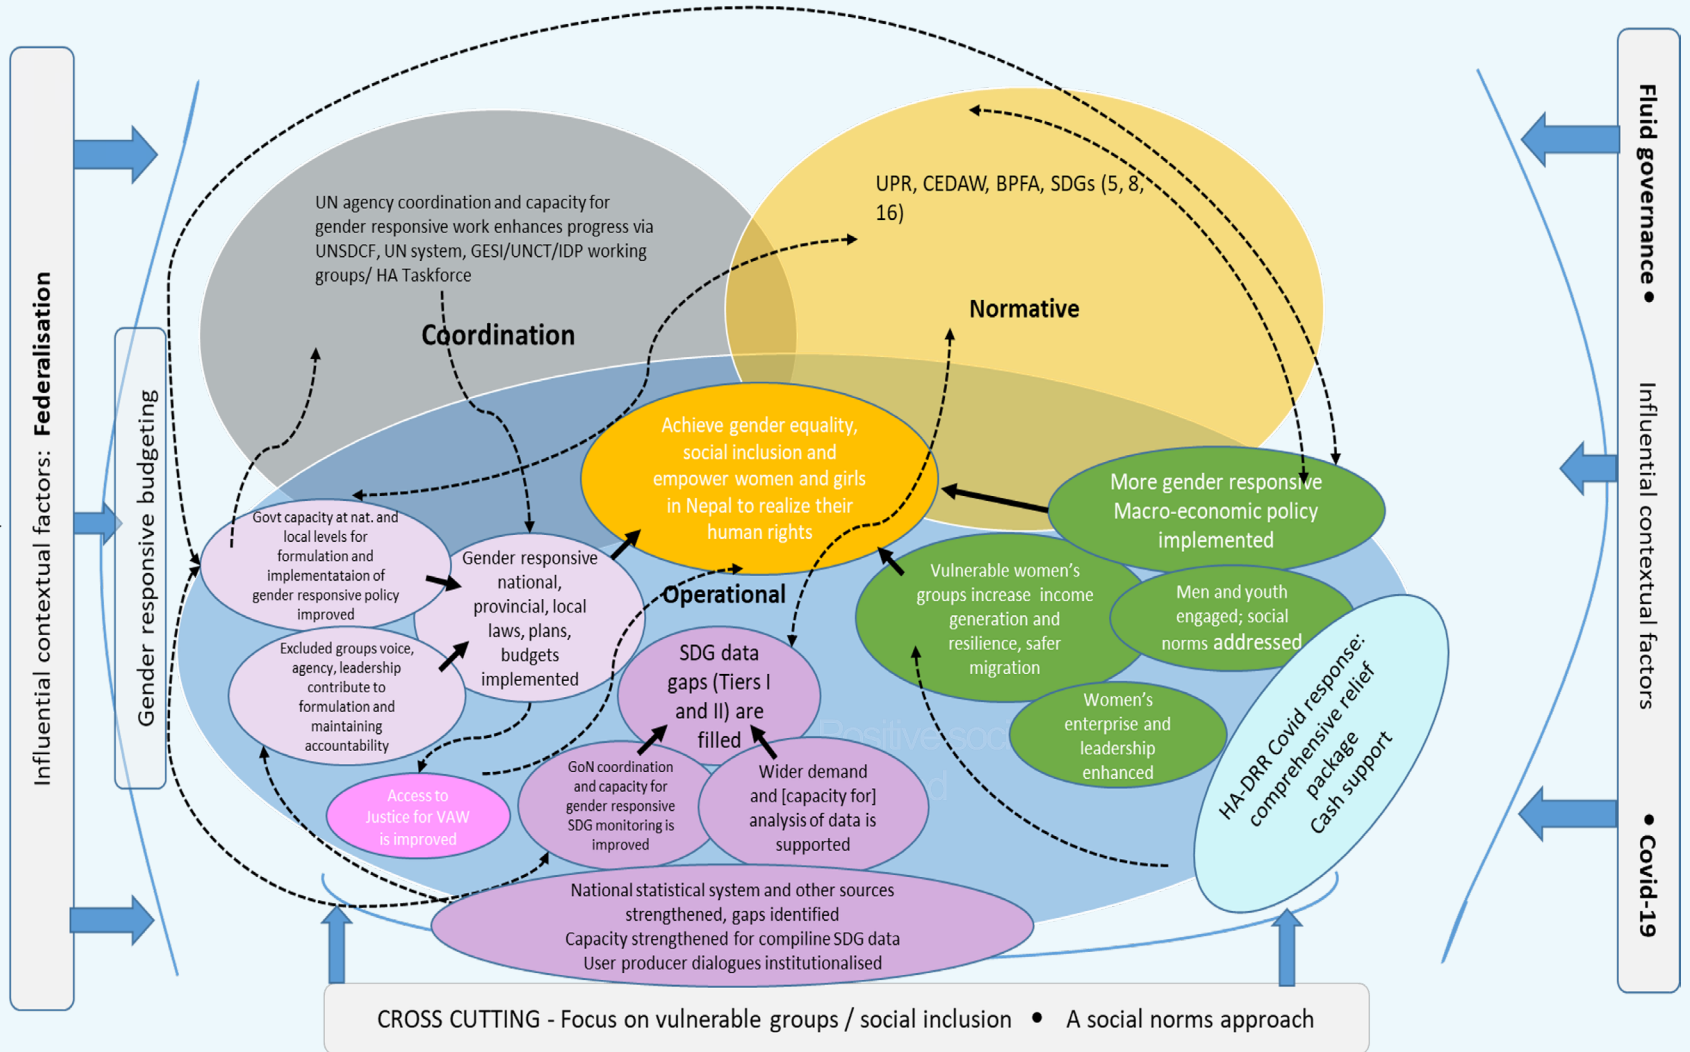 Influential contextual factors: Federalisation
Gender responsive budgeting
UN agency coordination and capacity for
gender responsive work enhances progress via
UNSDCF, UN system, GESI/UNCT/IDP working
groups/ HA Taskforce
Coordination
UPR, CEDAW, BPFA, SDGs (5, 8,
16)
Normative
Achieve gender equality,
social inclusion and
empower women and girls
in Nepal to realize their
human rights
Operational
Govt capacity at nat. and
local levels for
formulation and
implementataion of
gender responsive policy
improved
Gender responsive
national,
provincial, local
laws, plans,
budgets
implemented
Excluded groups voice,
agency, leadership
contribute to
formulation and
maintaining
accountability
Access to
Justice for VAW
is improved
SDG data
gaps (Tiers I
and II) are
filled
GoN coordination
and capacity for
gender responsive
SDG monitoring is
improved
Wider demand
and [capacity for]
analysis of data is
supported
National statistical system and other sources
strengthened, gaps identified
Capacity strengthened for compiline SDG data
User producer dialogues institutionalised
More gender responsive
Macro-economic policy
implemented
Vulnerable women's
groups increase income
generation and
resilience, safer
migration
Men and youth
engaged; social
norms addressed
Women's
enterprise and
leadership
enhanced
Positive soci
d
HA-DRR Covid response:
comprehensive relief
package
Cash support
Fluid governance •
Influential contextual factors
• Covid-19
CROSS CUTTING - Focus on vulnerable groups / social inclusion • A social norms approach